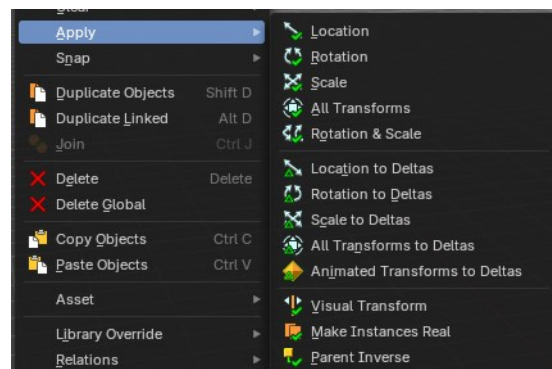 Clear
Apply
Snap
Duplicate Objects Shift D
Duplicate Linked Alt D
Join Ctrl J
Delete Delete
Delete Global
Copy Objects Ctrl C
Paste Objects Ctrl V
Asset
Library Override
Relations
Location
Rotation
Scale
All Transforms
Rotation & Scale
Location to Deltas
Rotation to Deltas
Scale to Deltas
All Transforms to Deltas
Animated Transforms to Deltas
Visual Transform
Make Instances Real
Parent Inverse